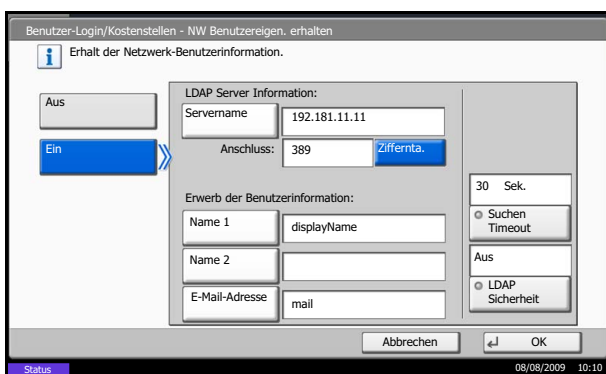 Benutzer-Login/Kostenstellen - NW Benutzereigen. erhalten
Erhalt der Netzwerk-Benutzerinformation.
Aus
Ein
LDAP Server Information:
Servername
192.181.11.11
Anschluss:
389
Ziffernta.
Erwerb der Benutzerinformation:
Name 1
displayName
Name 2
E-Mail-Adresse
mail
30 Sek.
Suchen
Timeout
Aus
LDAP
Sicherheit
Abbrechen
OK
Status
08/08/2009 10:10